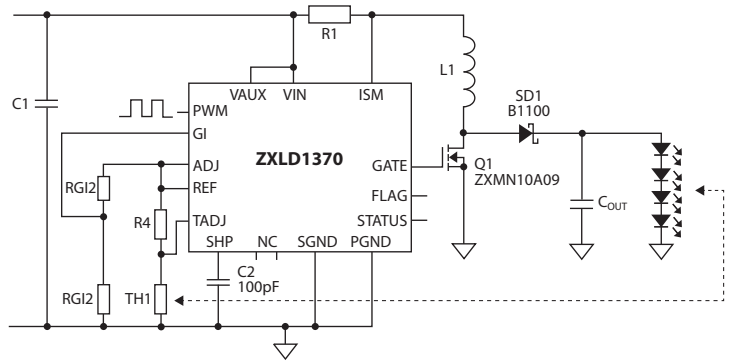 R1
L1
C1
VAUX VIN ISM
SD1
B1100
PWM
GI
ZXLD1370
ADJ
GATE
Q1
ZXMN10A09
RGI2
REF
FLAG
R4
TADJ
STATUS
COUT
SHP NC SGND PGND
C2
100pF
RGI2
TH1